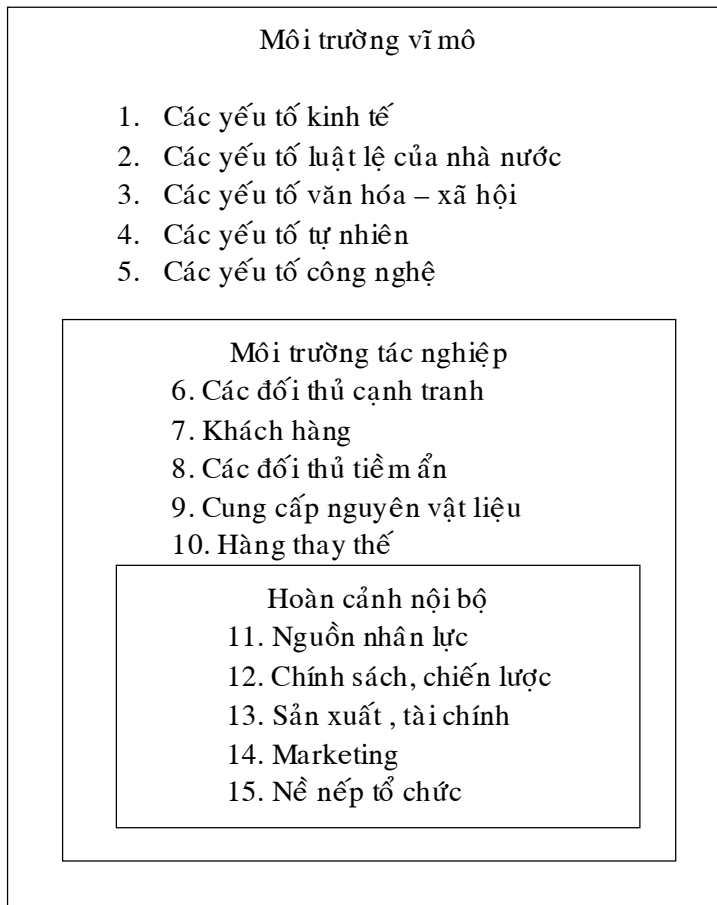 Môi trường vĩ mô
1. Các yếu tố kinh tế
2. Các yếu tố luật lệ của nhà nước
3. Các yếu tố văn hóa – xã hội
4. Các yếu tố tự nhiên
5. Các yếu tố công nghệ
Môi trường tác nghiệp
6. Các đối thủ cạnh tranh
7. Khách hàng
8. Các đối thủ tiềm ẩn
9. Cung cấp nguyên vật liệu
10. Hàng thay thế
Hoàn cảnh nội bộ
11. Nguồn nhân lực
12. Chính sách, chiến lược
13. Sản xuất , tài chính
14. Marketing
15. Nề nếp tổ chức